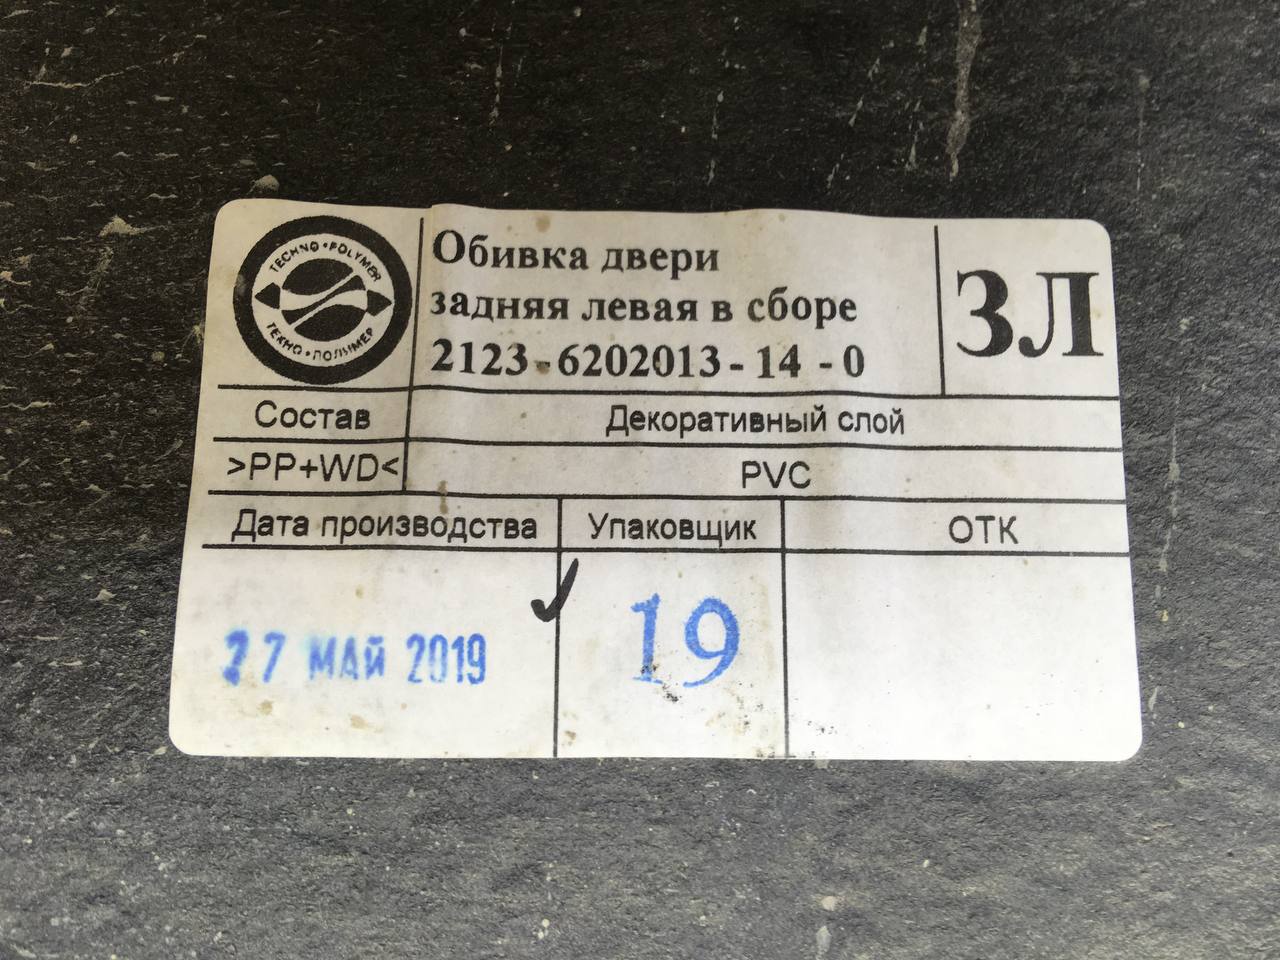 TECHNO • POLYMER
ТЕХНО • ПОЛИМЕР
Обивка двери
задняя левая в сборе
2123-6202013-14-0
ЗЛ
Состав
Декоративный слой
>PP+WD<
PVC
Дата производства
Упаковщик
ОТК
27 МАЙ 2019
19